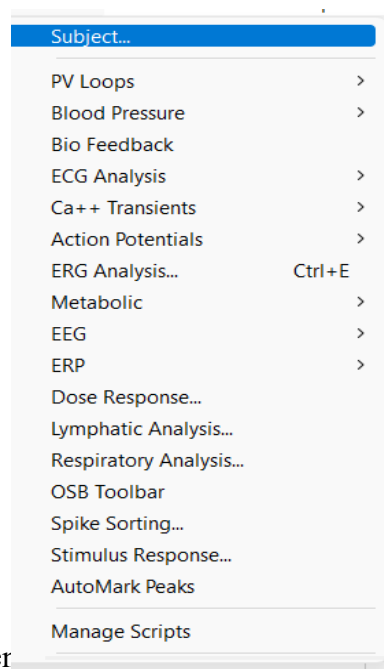 Subject...
PV Loops >
Blood Pressure >
Bio Feedback
ECG Analysis >
Ca++ Transients >
Action Potentials >
ERG Analysis... Ctrl+E
Metabolic >
EEG >
ERP >
Dose Response...
Lymphatic Analysis...
Respiratory Analysis...
OSB Toolbar
Spike Sorting...
Stimulus Response...
AutoMark Peaks
Manage Scripts